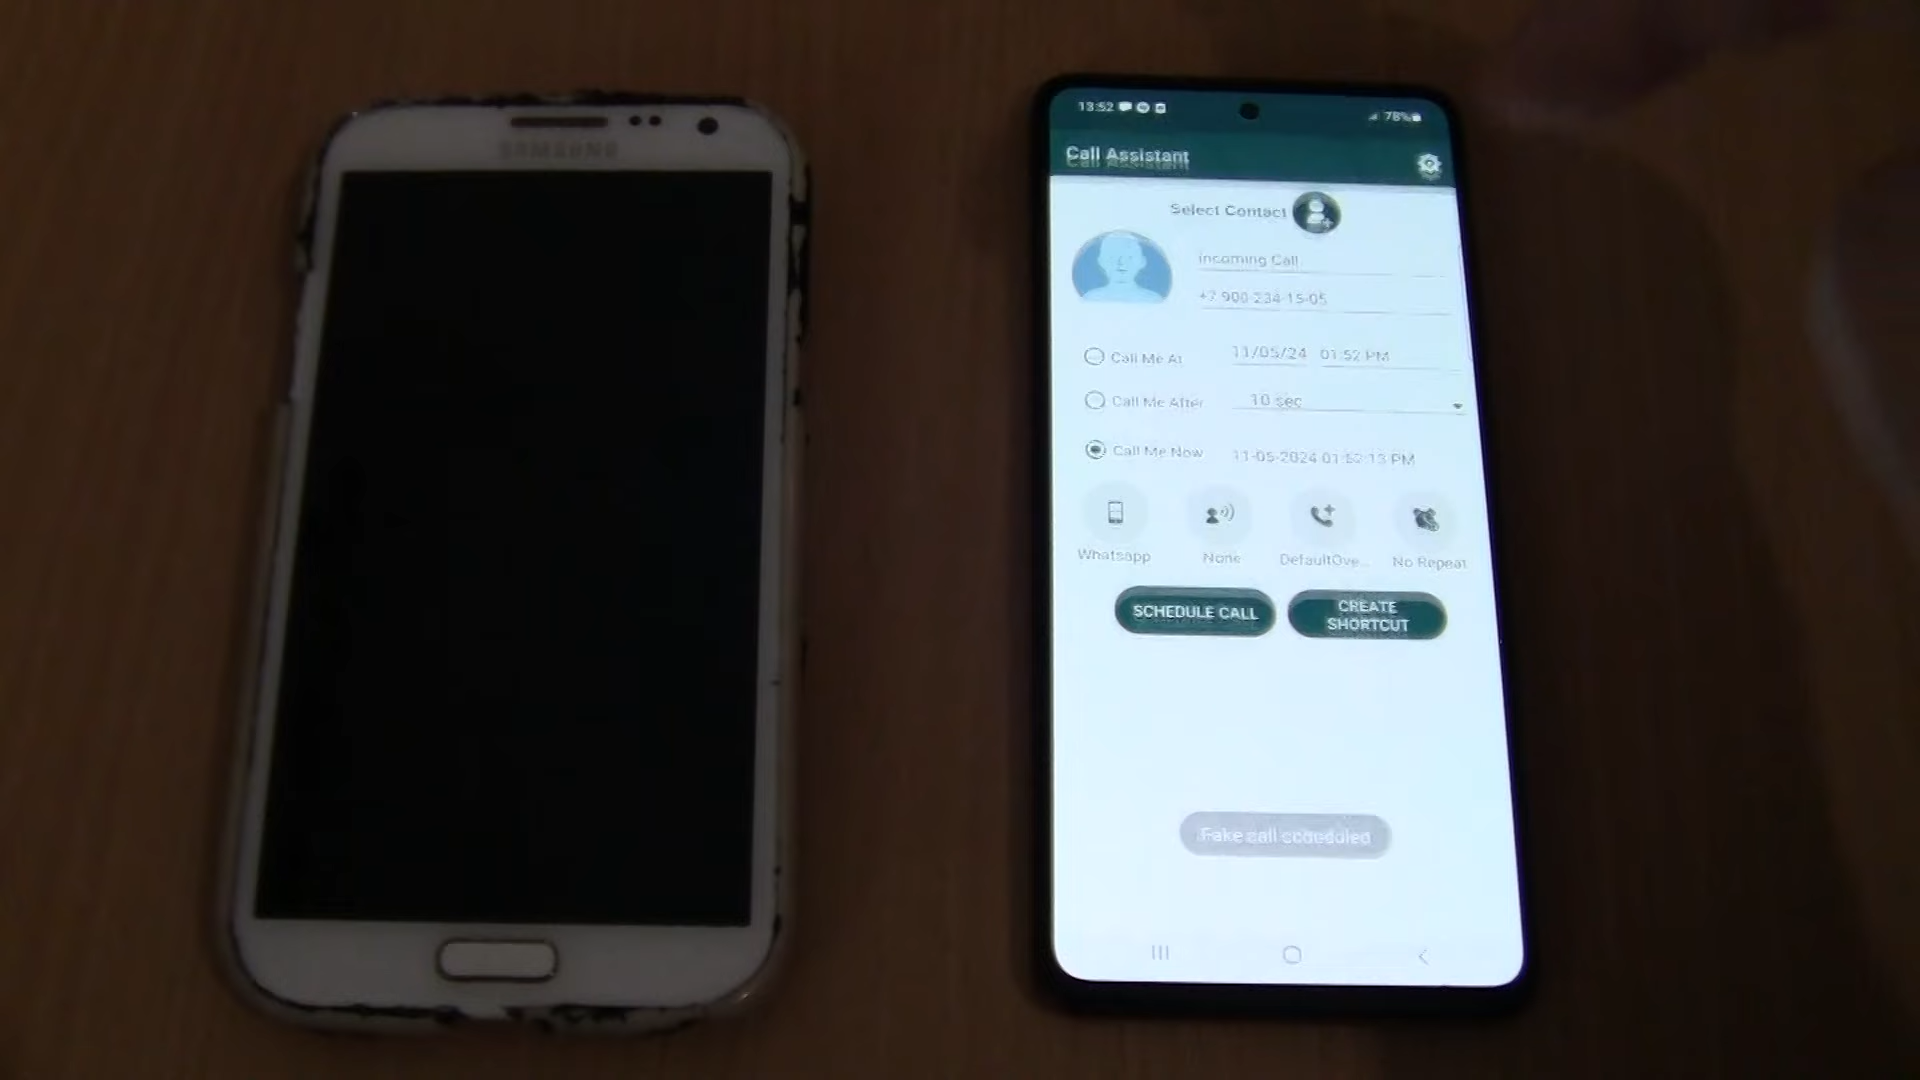 SAMSUNG
13:52
78%
Call Assistant
Select Contact
incoming Call
+7 900-234-15-05
Call Me At 11/05/24 01:52 PM
Call Me After 10 sec
Call Me Now 11-05-2024 01:52:13 PM
Whatsapp None DefaultOve... No Repeat
SCHEDULE CALL
CREATE
SHORTCUT
Fake call scheduled